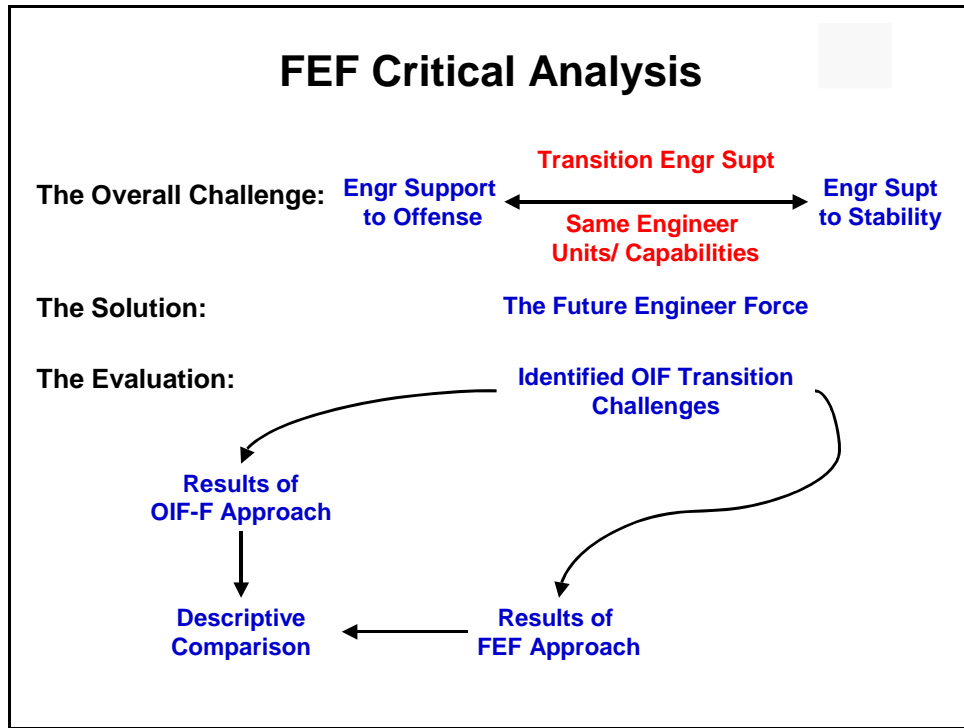 FEF Critical Analysis
Transition Engr Supt
The Overall Challenge:
Engr Support
to Offense
Engr Supt
to Stability
Same Engineer
Units/ Capabilities
The Solution:
The Future Engineer Force
The Evaluation:
Identified OIF Transition
Challenges
Results of
OIF-F Approach
Descriptive
Comparison
Results of
FEF Approach